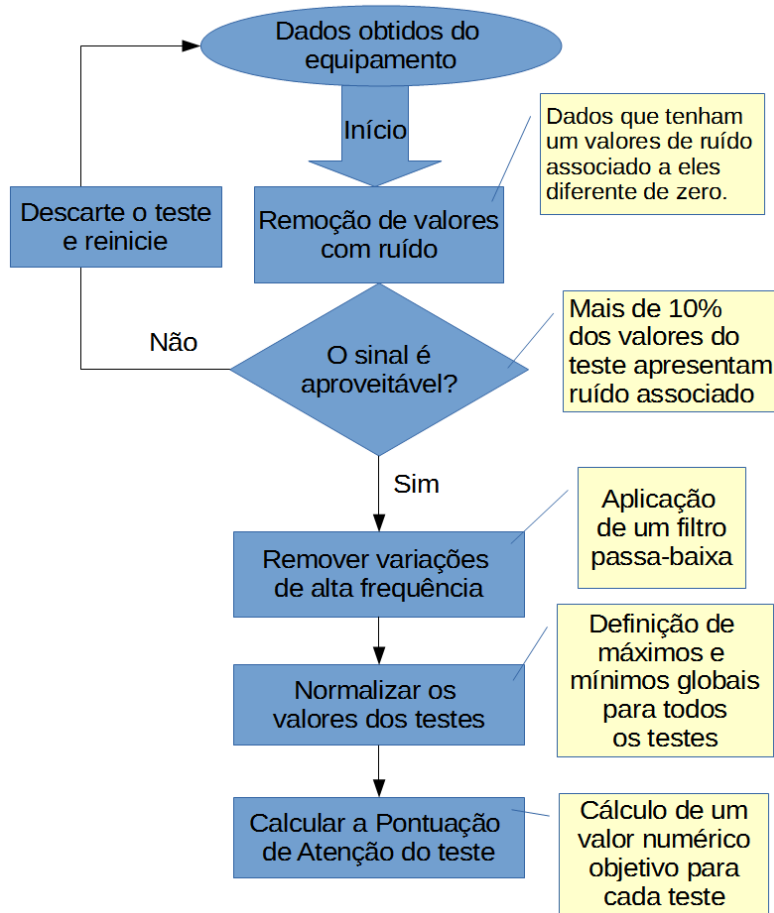 Dados obtidos do
equipamento
Início
Dados que tenham
um valores de ruído
associado a eles
diferente de zero.
Descarte o teste
e reinicie
Remoção de valores
com ruído
Não
O sinal é
aproveitável?
Mais de 10%
dos valores do
teste apresentam
ruído associado
Sim
Aplicação
de um filtro
passa-baixa
Remover variações
de alta frequência
Definição de
máximos e
mínimos globais
para todos
os testes
Normalizar os
valores dos testes
Calcular a Pontuação
de Atenção do teste
Cálculo de um
valor numérico
objetivo para
cada teste